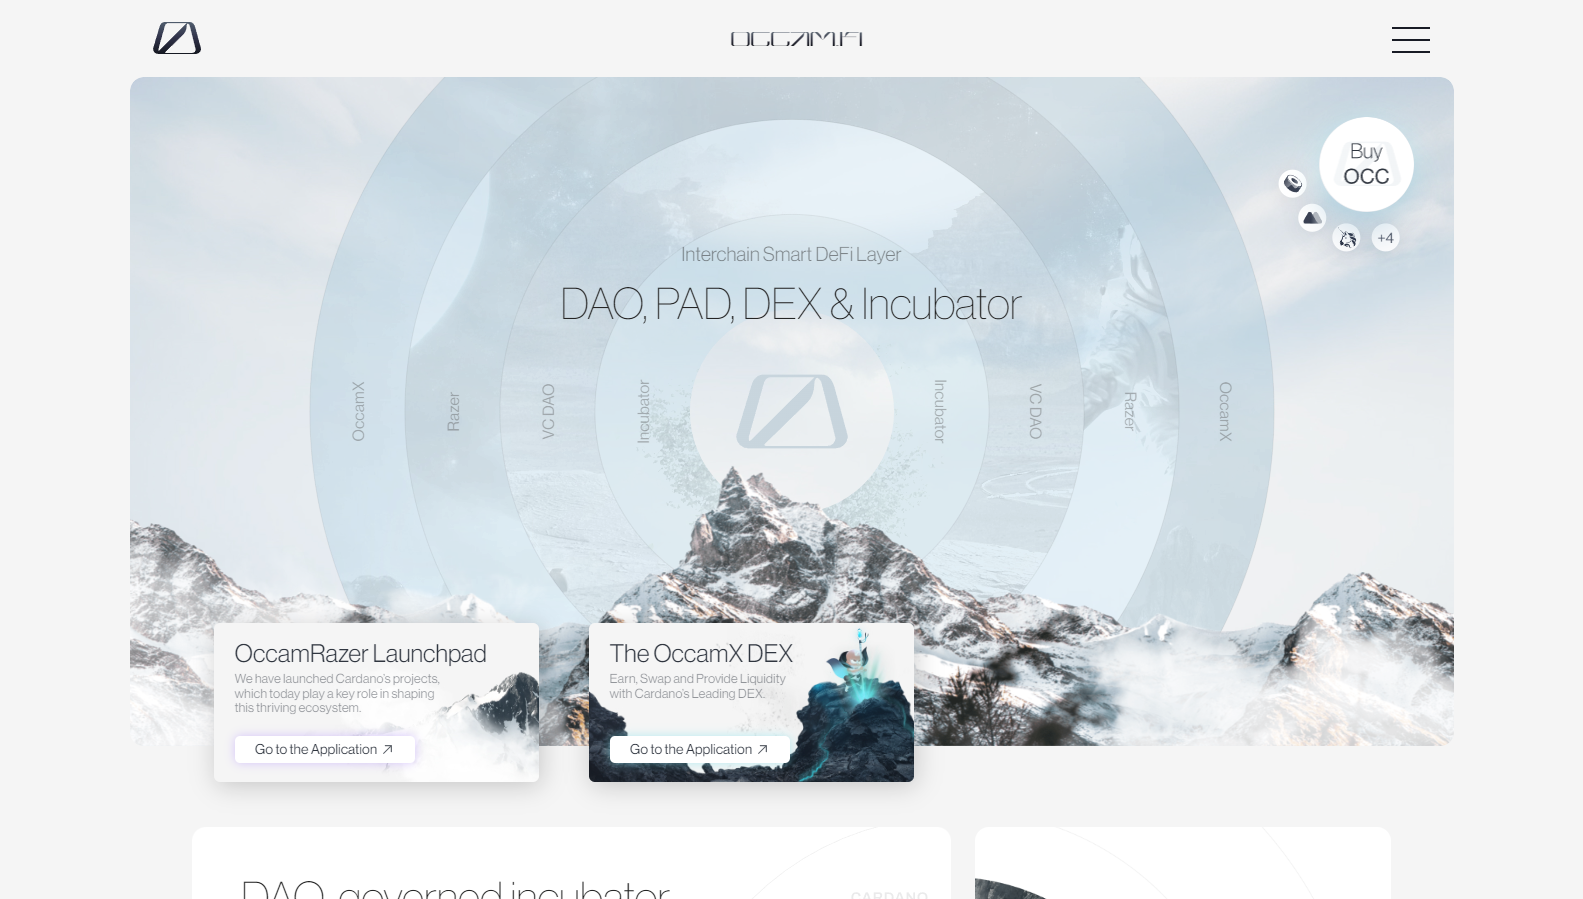 OCCAM.FI
Buy
OCC
+4
Interchain Smart DeFi Layer
DAO, PAD, DEX & Incubator
OccamX
Razer
VC DAO
Incubator
Incubator
VC DAO
Razer
OccamX
OccamRazer Launchpad
We have launched Cardano's projects,
which today play a key role in shaping
this thriving ecosystem.
Go to the Application
The OccamX DEX
Earn, Swap and Provide Liquidity
with Cardano's Leading DEX.
Go to the Application
DAO-governed incubator
CARDANO